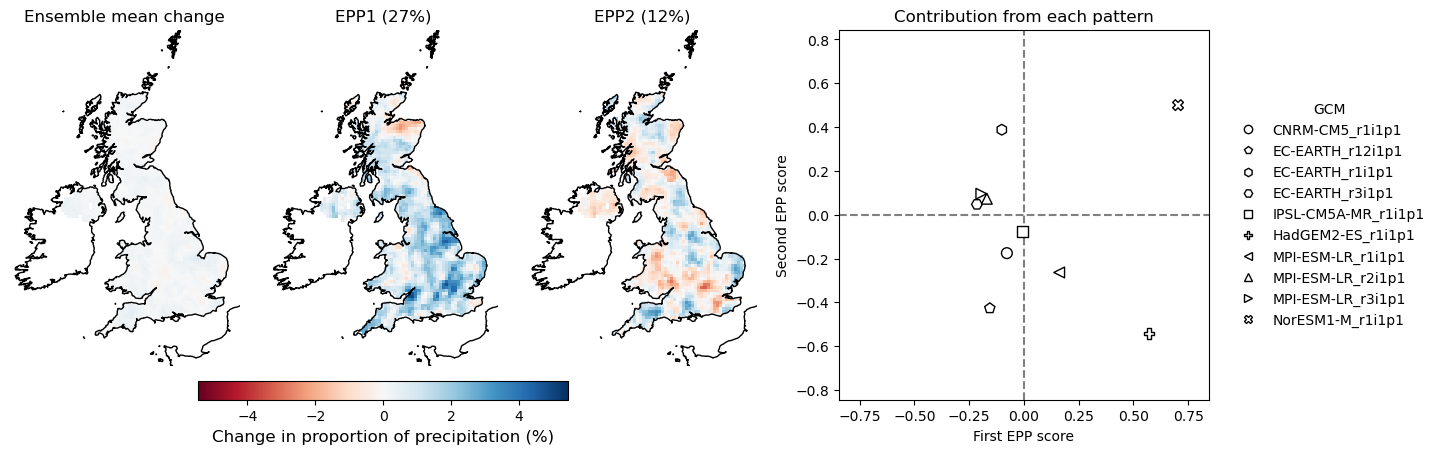 Ensemble mean change
EPP1 (27%)
EPP2 (12%)
Contribution from each pattern
−4 −2 0 2 4
Change in proportion of precipitation (%)
Second EPP score
0.8
0.6
0.4
0.2
0.0
−0.2
−0.4
−0.6
−0.8
−0.75 −0.50 −0.25 0.00 0.25 0.50 0.75
First EPP score
GCM
CNRM-CM5_r1i1p1
EC-EARTH_r12i1p1
EC-EARTH_r1i1p1
EC-EARTH_r3i1p1
IPSL-CM5A-MR_r1i1p1
HadGEM2-ES_r1i1p1
MPI-ESM-LR_r1i1p1
MPI-ESM-LR_r2i1p1
MPI-ESM-LR_r3i1p1
NorESM1-M_r1i1p1